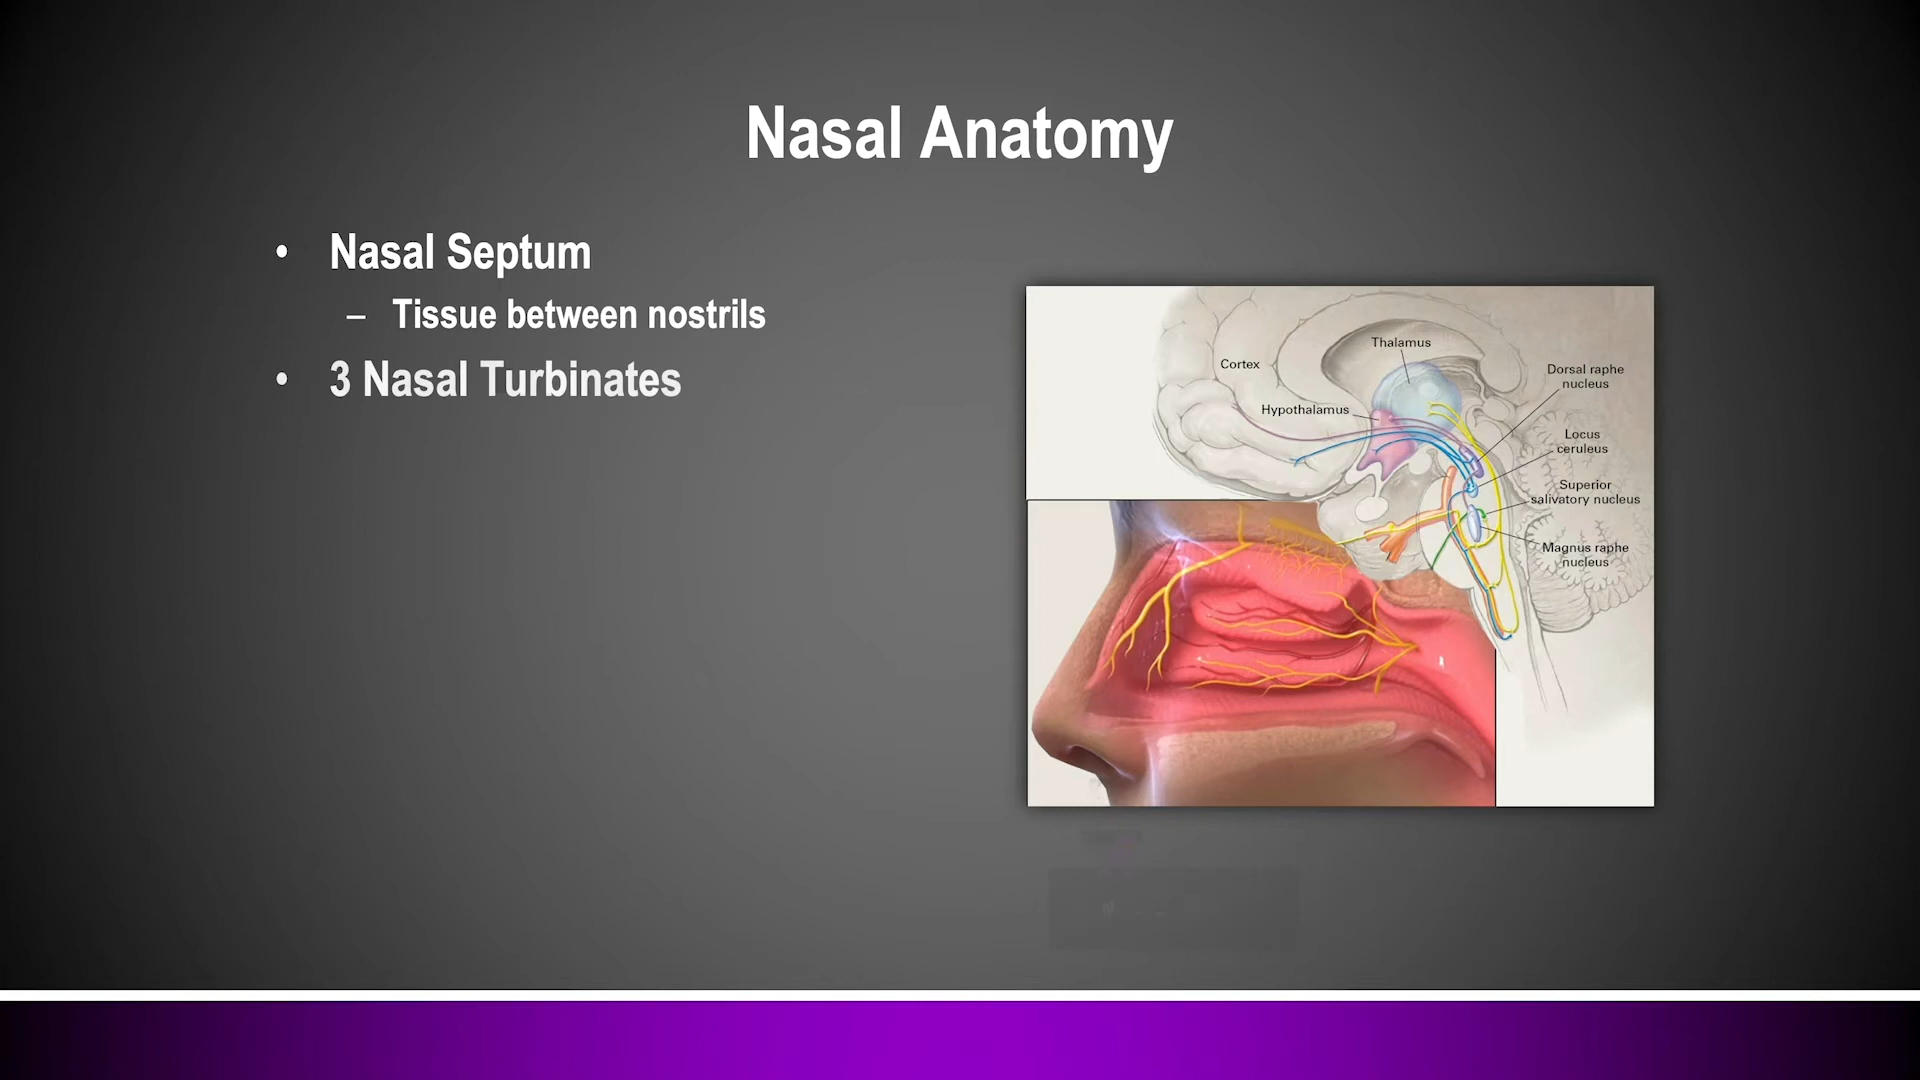 Nasal Anatomy
• Nasal Septum
– Tissue between nostrils
• 3 Nasal Turbinates
Thalamus
Cortex
Dorsal raphe
nucleus
Hypothalamus
Locus
ceruleus
Superior
salivatory nucleus
Magnus raphe
nucleus